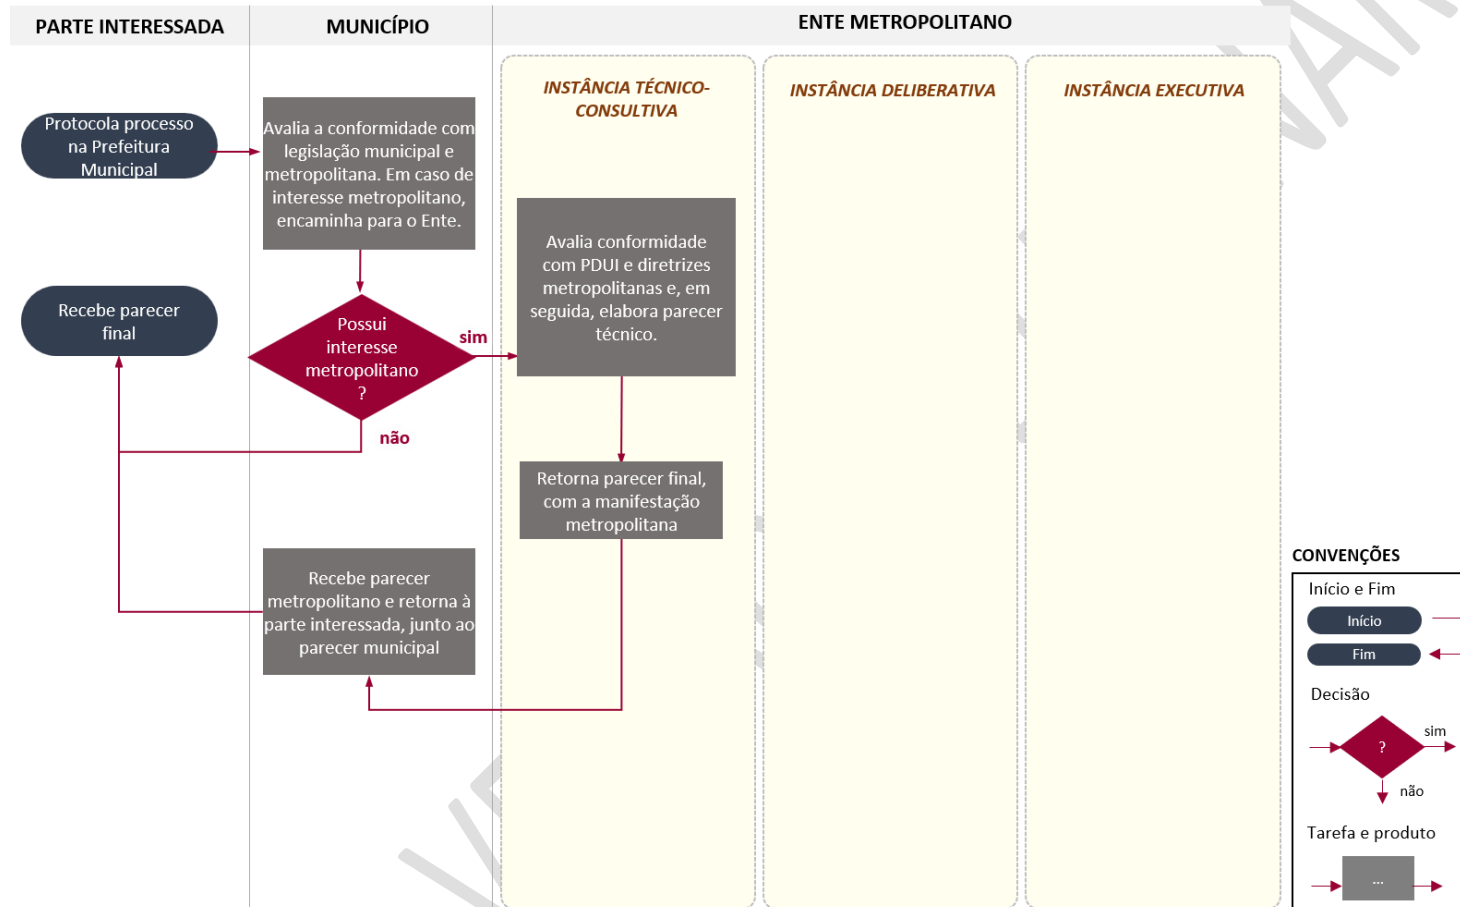 PARTE INTERESSADA
MUNICÍPIO
ENTE METROPOLITANO
INSTÂNCIA TÉCNICO-
CONSULTIVA
INSTÂNCIA DELIBERATIVA
INSTÂNCIA EXECUTIVA
Protocola processo
na Prefeitura
Municipal
Avalia a conformidade com
legislação municipal e
metropolitana. Em caso de
interesse metropolitano,
encaminha para o Ente.
Avalia conformidade
com PDUI e diretrizes
metropolitanas e, em
seguida, elabora parecer
técnico.
Recebe parecer
final
Possui
interesse
metropolitano
?
sim
não
Retorna parecer final,
com a manifestação
metropolitana
Recebe parecer
metropolitano e retorna à
parte interessada, junto ao
parecer municipal
CONVENÇÕES
Início e Fim
Início
Fim
Decisão
?
sim
não
Tarefa e produto
...